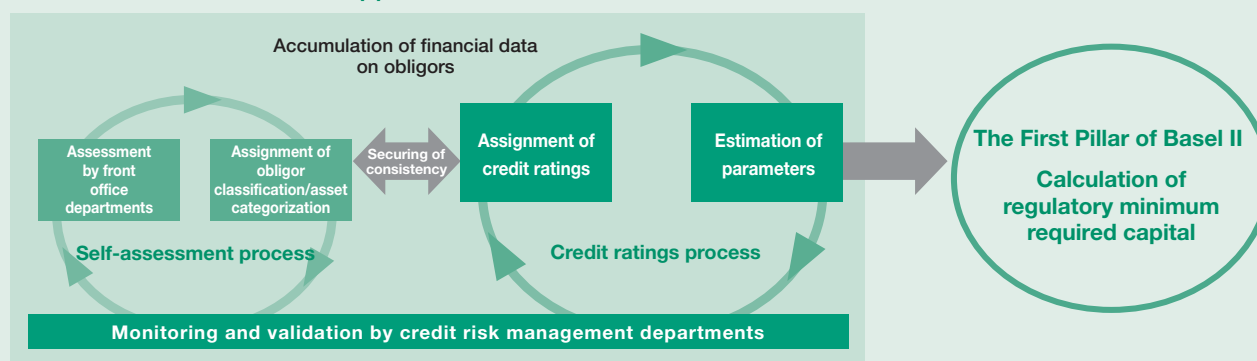 Accumulation of financial data
on obligors
Assessment
by front
office
departments
Assignment of
obligor
classification/asset
categorization
Securing of
consistency
Assignment of
credit ratings
Estimation of
parameters
Self-assessment process
Credit ratings process
Monitoring and validation by credit risk management departments
The First Pillar of Basel II
Calculation of
regulatory minimum
required capital